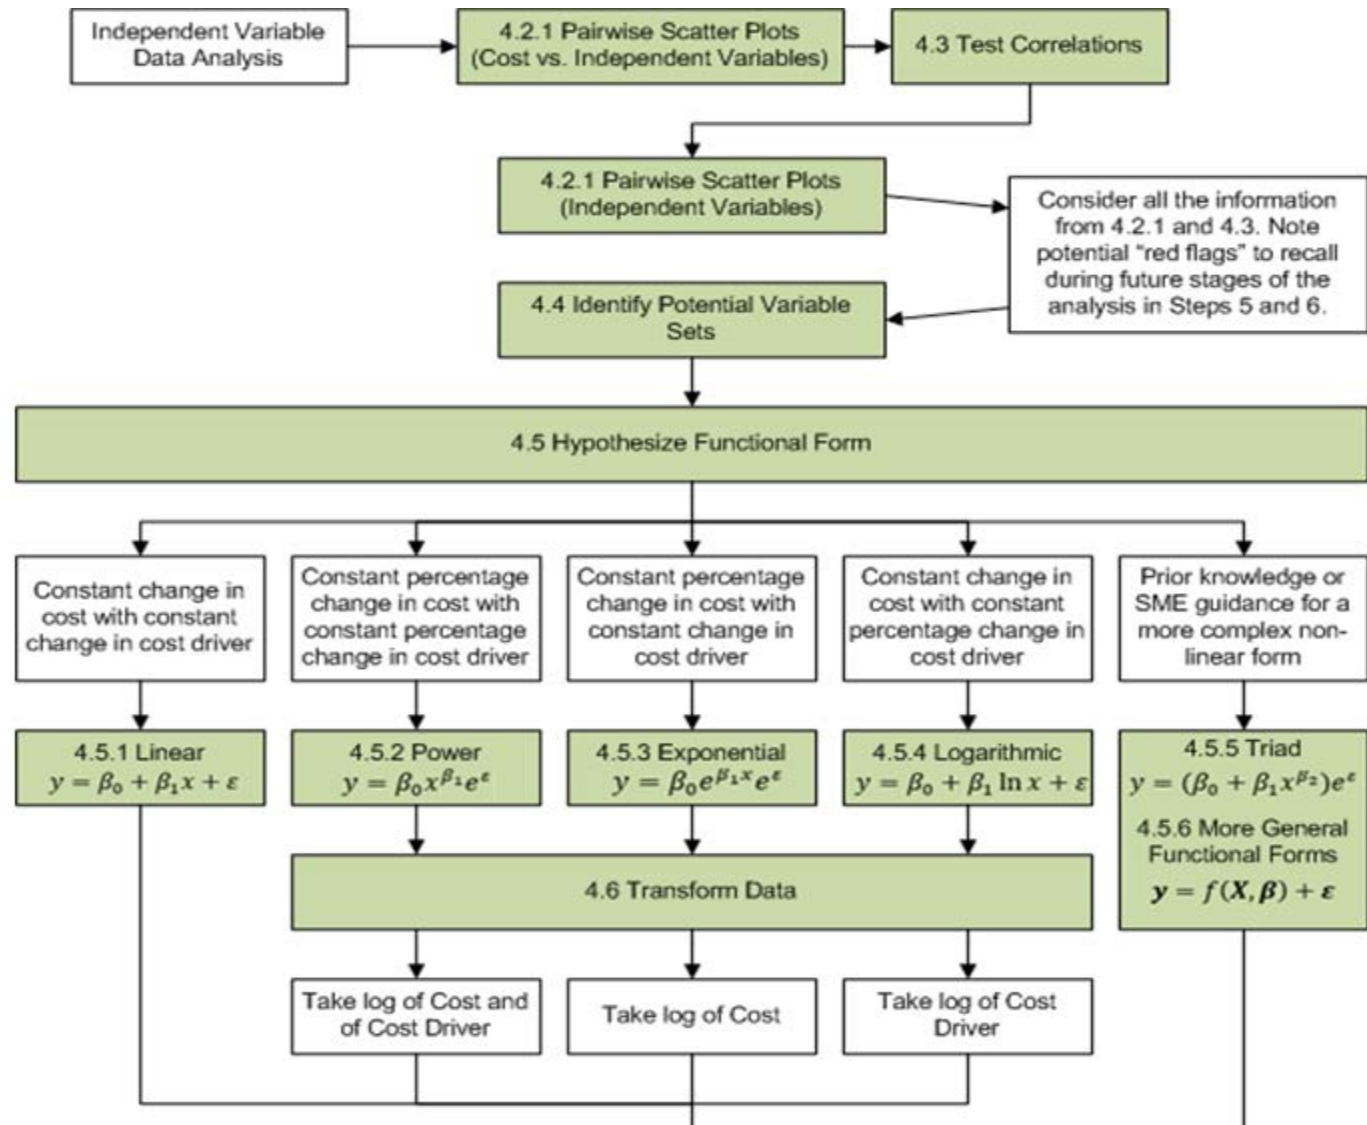 Independent Variable
Data Analysis
4.2.1 Pairwise Scatter Plots
(Cost vs. Independent Variables)
4.3 Test Correlations
4.2.1 Pairwise Scatter Plots
(Independent Variables)
Consider all the information
from 4.2.1 and 4.3. Note
potential “red flags” to recall
during future stages of the
analysis in Steps 5 and 6.
4.4 Identify Potential Variable
Sets
4.5 Hypothesize Functional Form
Constant change in
cost with constant
change in cost driver
Constant percentage
change in cost with
constant percentage
change in cost driver
Constant percentage
change in cost with
constant change in
cost driver
Constant change in
cost with constant
percentage change in
cost driver
Prior knowledge or
SME guidance for a
more complex non-
linear form
4.5.1 Linear
y = β₀ + β₁x + ε
4.5.2 Power
y = β₀x^{β₁}e^ε
4.5.3 Exponential
y = β₀e^{β₁x}e^ε
4.5.4 Logarithmic
y = β₀ + β₁ ln x + ε
4.5.5 Triad
y = (β₀ + β₁x^{β₂})e^ε
4.5.6 More General
Functional Forms
y = f(X, β) + ε
4.6 Transform Data
Take log of Cost and
of Cost Driver
Take log of Cost
Take log of Cost
Driver